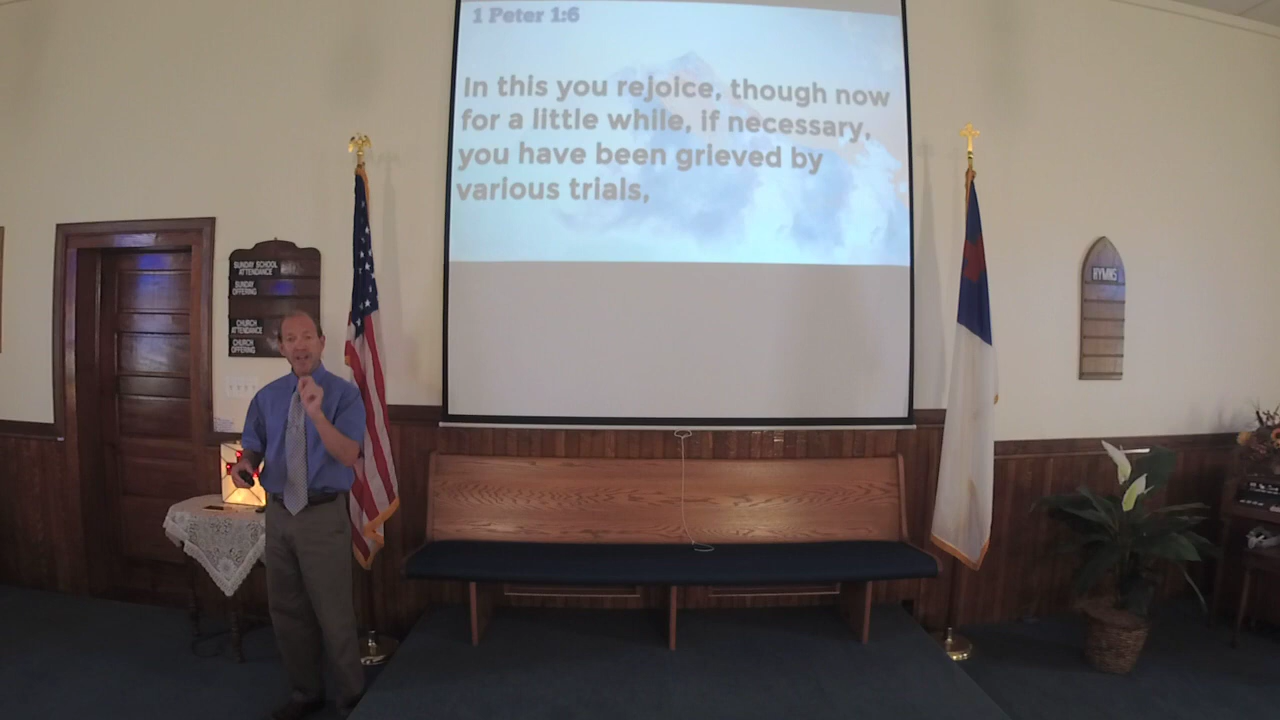 1 Peter 1:6
In this you rejoice, though now
for a little while, if necessary,
you have been grieved by
various trials,
SUNDAY SCHOOL
ATTENDANCE
SUNDAY
OFFERING
CHURCH
ATTENDANCE
CHURCH
OFFERING
HYMNS